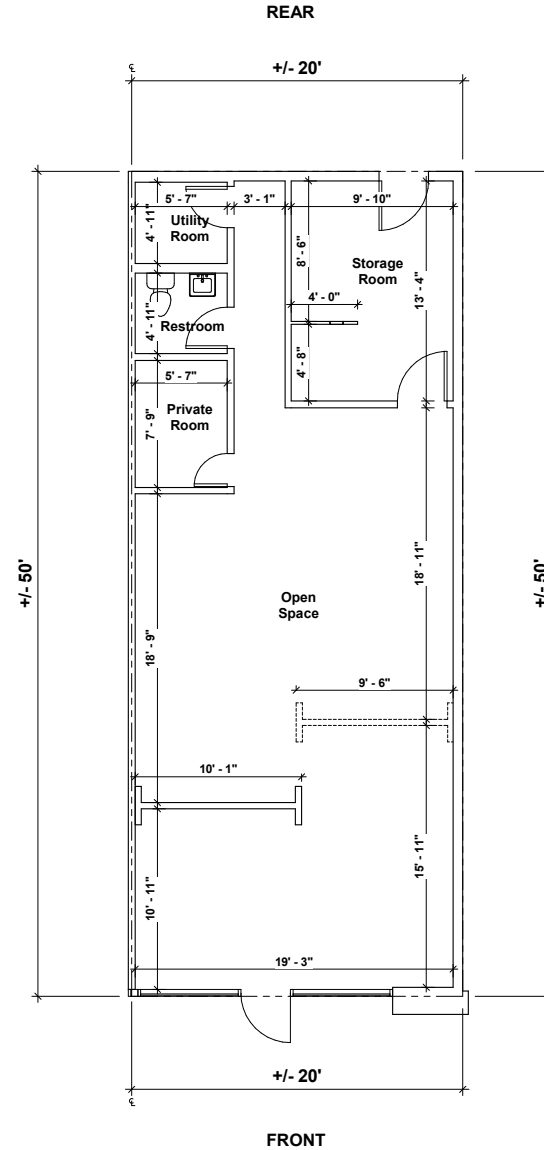 REAR
℄
+/- 20'
5' - 7"
3' - 1"
9' - 10"
4' - 11"
Utility
Room
8' - 6"
Storage
Room
13' - 4"
4' - 0"
4' - 11"
Restroom
4' - 8"
5' - 7"
7' - 9"
Private
Room
+/- 50'
+/- 50'
18' - 11"
Open
Space
18' - 9"
9' - 6"
10' - 1"
15' - 11"
10' - 11"
19' - 3"
+/- 20'
℄
FRONT